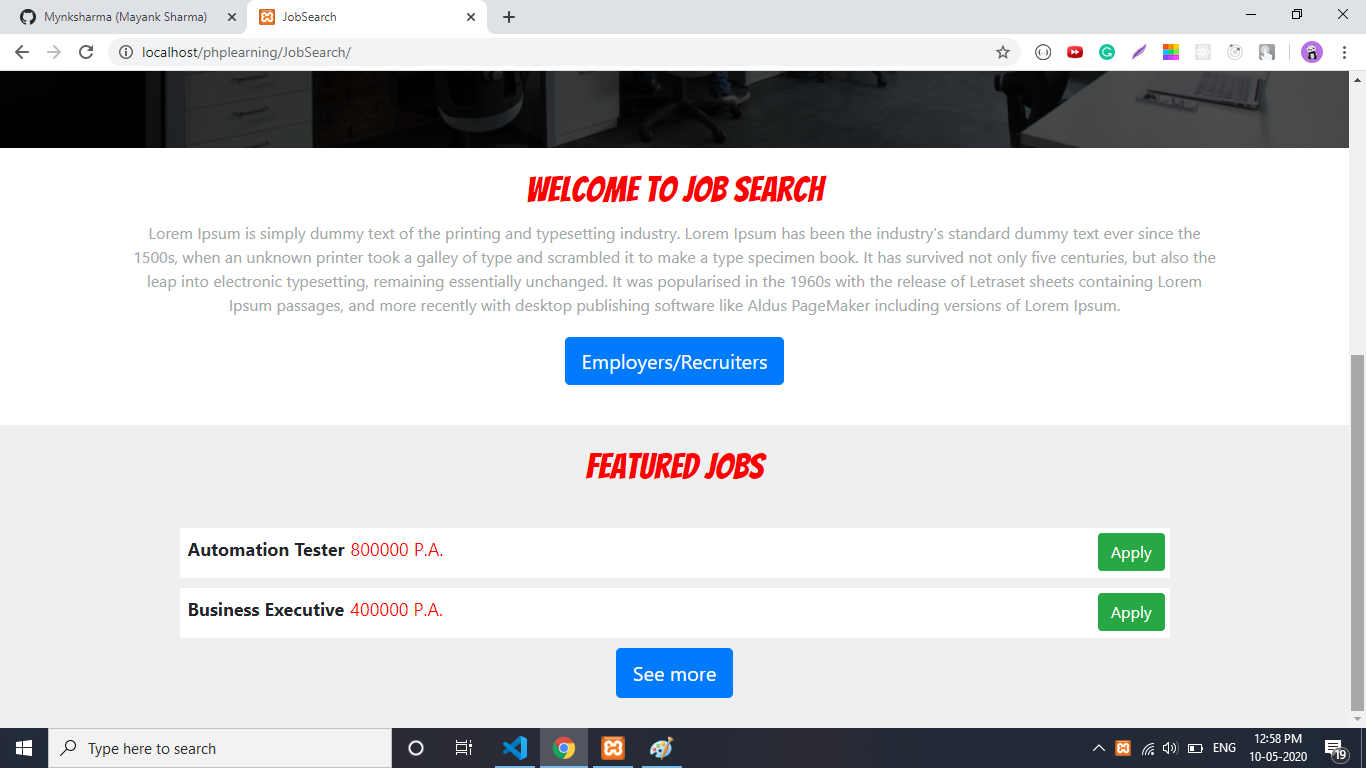 Mynksharma (Mayank Sharma)
JobSearch
localhost/phplearning/JobSearch/
WELCOME TO JOB SEARCH
Lorem Ipsum is simply dummy text of the printing and typesetting industry. Lorem Ipsum has been the industry's standard dummy text ever since the
1500s, when an unknown printer took a galley of type and scrambled it to make a type specimen book. It has survived not only five centuries, but also the
leap into electronic typesetting, remaining essentially unchanged. It was popularised in the 1960s with the release of Letraset sheets containing Lorem
Ipsum passages, and more recently with desktop publishing software like Aldus PageMaker including versions of Lorem Ipsum.
Employers/Recruiters
FEATURED JOBS
Automation Tester 800000 P.A. Apply
Business Executive 400000 P.A. Apply
See more
Type here to search
ENG
12:58 PM
10-05-2020
19